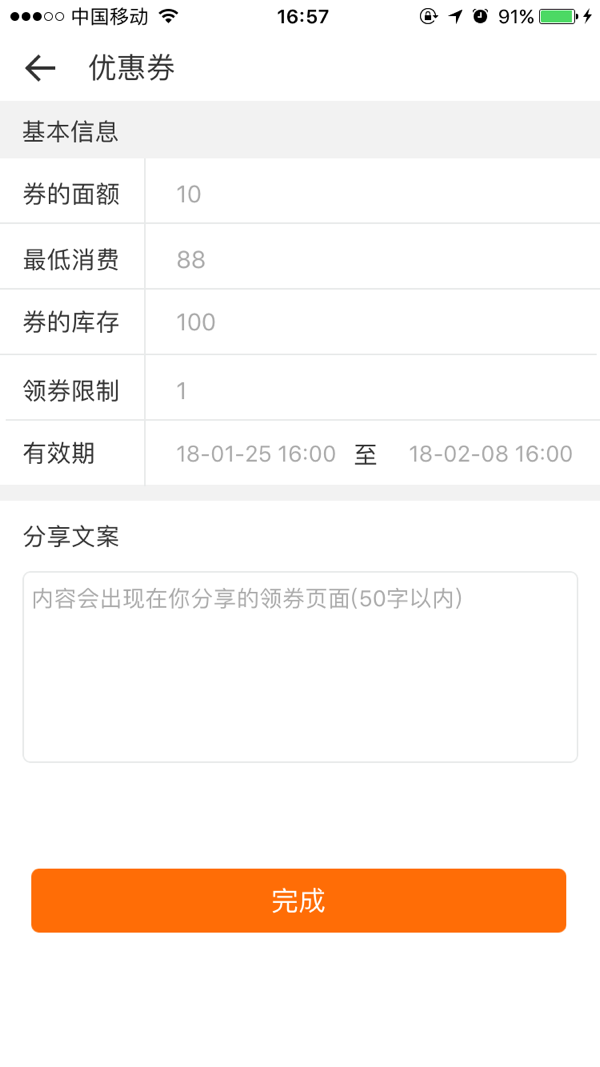 中国移动 16:57 91%
优惠券
基本信息
券的面额 10
最低消费 88
券的库存 100
领券限制 1
有效期 18-01-25 16:00 至 18-02-08 16:00
分享文案
内容会出现在你分享的领券页面(50字以内)
完成